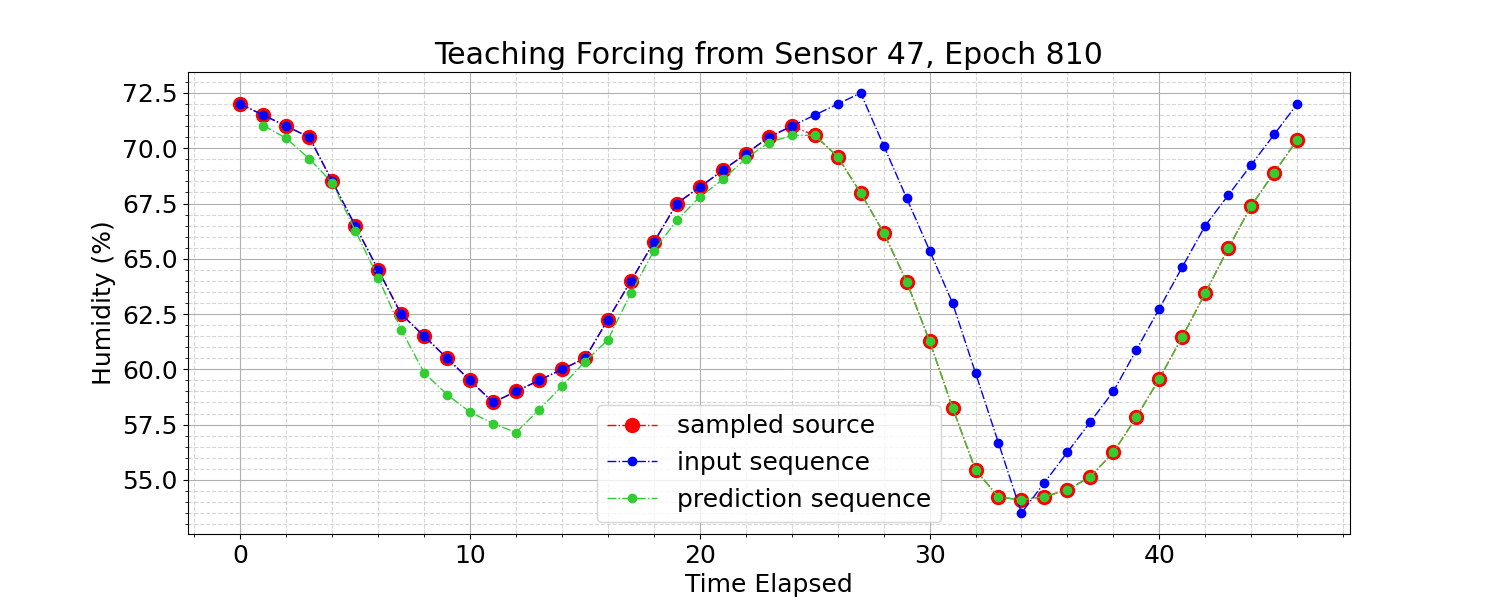 Teaching Forcing from Sensor 47, Epoch 810
72.5
70.0
67.5
65.0
62.5
60.0
57.5
55.0
Humidity (%)
sampled source
input sequence
prediction sequence
0 10 20 30 40
Time Elapsed